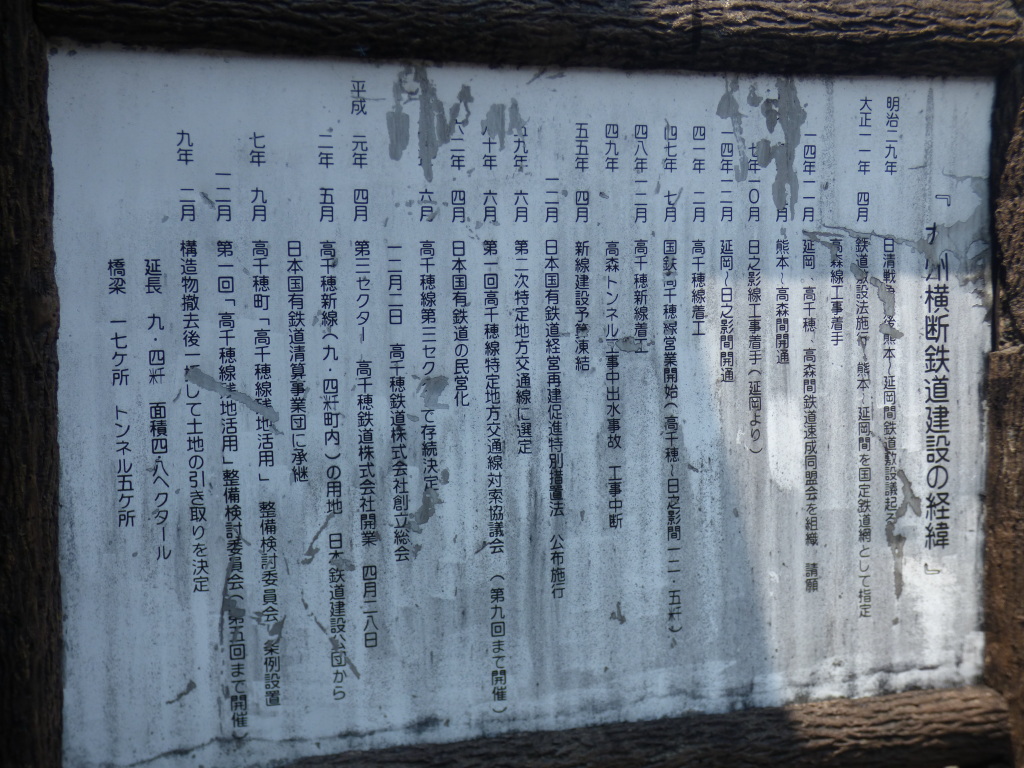 『九州横断鉄道建設の経緯』
明治二九年 日清戦 後熊本~延岡間鉄道敷設議起る
大正一一年 四月 鉄道敷設法施行 熊本~延岡間を国定鉄道網として指定
高森線工事着手
一四年一一月 延岡、高千穂、高森間鉄道速成同盟会を組織 請願
月 熊本~高森間開通
七年一〇月 日之影線工事着手(延岡より)
一四年一二月 延岡~日之影間開通
四一年 二月 高千穂線着工
四七年 七月 国鉄高千穂線営業開始(高千穂~日之影間一二・五粁)
四八年一二月 高千穂新線着工
四九年 高森トンネル工事中出水事故 工事中断
五五年 四月 新線建設予算凍結
一二月 日本国有鉄道経営再建促進特別措置法 公布施行
九年 六月 第二次特定地方交通線に選定
十年 六月 第一回高千穂線特定地方交通線対索協議会 (第九回まで開催)
二年 四月 日本国有鉄道の民営化
六月 高千穂線第三セク で存続決定
一二月二日 高千穂鉄道株式会社創立総会
平成 元年 四月 第三セクター 高千穂鉄道株式会社開業 四月二八日
二年 五月 高千穂新線(九・四粁町内)の用地 日本鉄道建設公団から
日本国有鉄道清算事業団に承継
七年 九月 高千穂町「高千穂線残地活用」 整備検討委員会 条例設置
一二月 第一回「高千穂線残地活用」整備検討委員会(第五回まで開催)
九年 二月 構造物撤去後一括して土地の引き取りを決定
延長 九・四粁 面積四・八ヘクタール
橋梁 一七ケ所 トンネル五ケ所